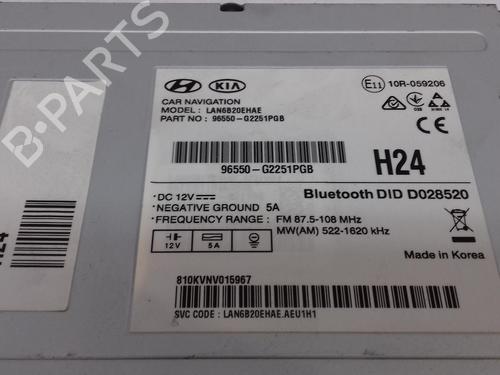 HYUNDAI KIA
E11 10R-059206
CAR NAVIGATION
MODEL : LAN6B20EHAE
PART NO : 96550-G2251PGB
CE
96550-G2251PGB
H24
Bluetooth DID D028520
•DC 12V
•NEGATIVE GROUND 5A
•FREQUENCY RANGE : FM 87.5-108 MHz
MW(AM) 522-1620 kHz
12V 5A
Made in Korea
810KVNV015967
SVC CODE : LAN6B20EHAE.AEU1H1
H24
B-PARTS